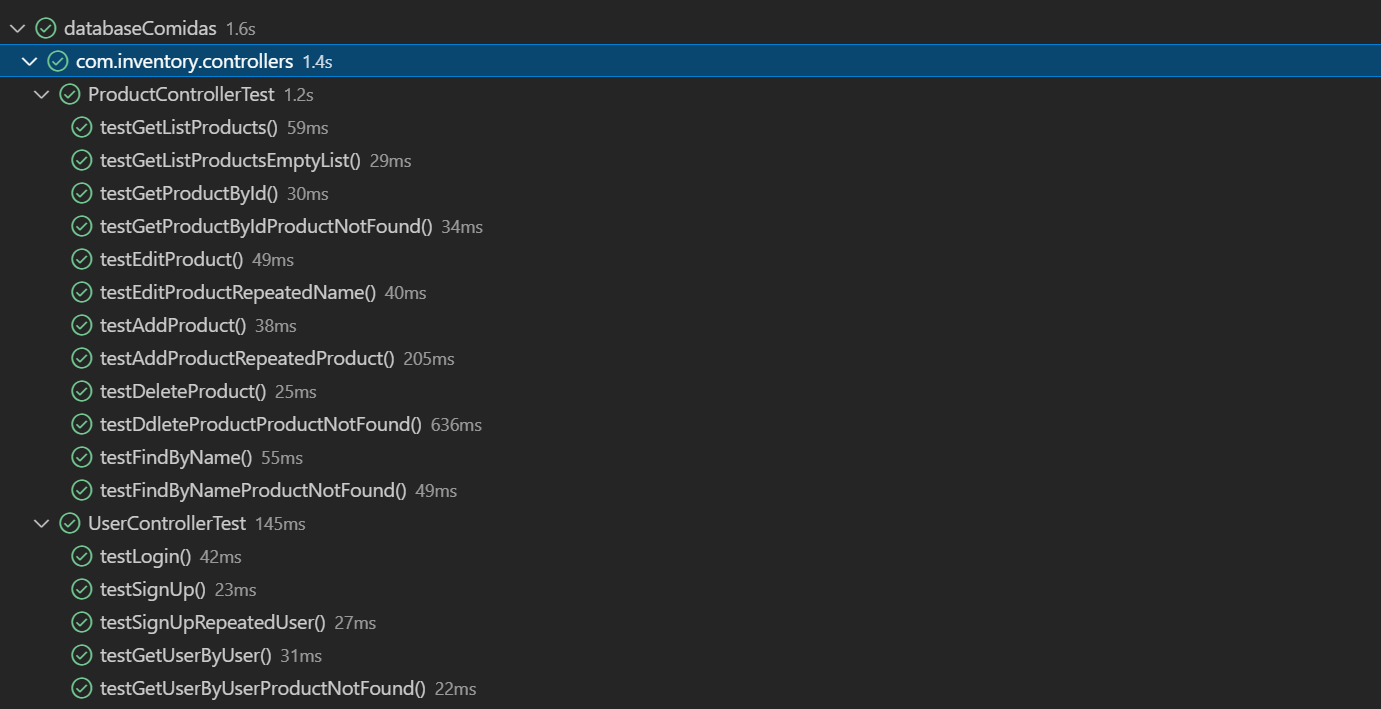 databaseComidas 1.6s
com.inventory.controllers 1.4s
ProductControllerTest 1.2s
testGetListProducts() 59ms
testGetListProductsEmptyList() 29ms
testGetProductById() 30ms
testGetProductByIdProductNotFound() 34ms
testEditProduct() 49ms
testEditProductRepeatedName() 40ms
testAddProduct() 38ms
testAddProductRepeatedProduct() 205ms
testDeleteProduct() 25ms
testDdleteProductProductNotFound() 636ms
testFindByName() 55ms
testFindByNameProductNotFound() 49ms
UserControllerTest 145ms
testLogin() 42ms
testSignUp() 23ms
testSignUpRepeatedUser() 27ms
testGetUserByUser() 31ms
testGetUserByUserProductNotFound() 22ms